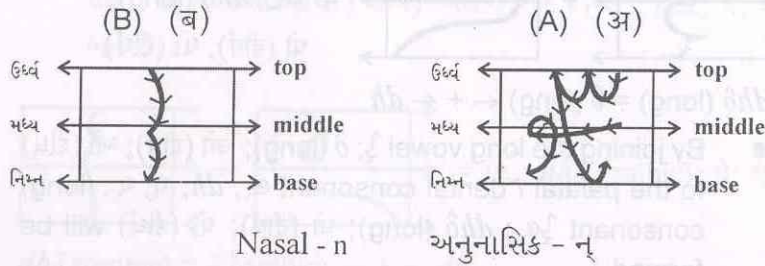 (B) (ब) (A) (अ)
ઉર્ધ્વ top ઉર્ધ્વ top
મધ્ય middle મધ્ય middle
નિમ્ન base નિમ્ન base
Nasal - n અનુનાસિક - ન્